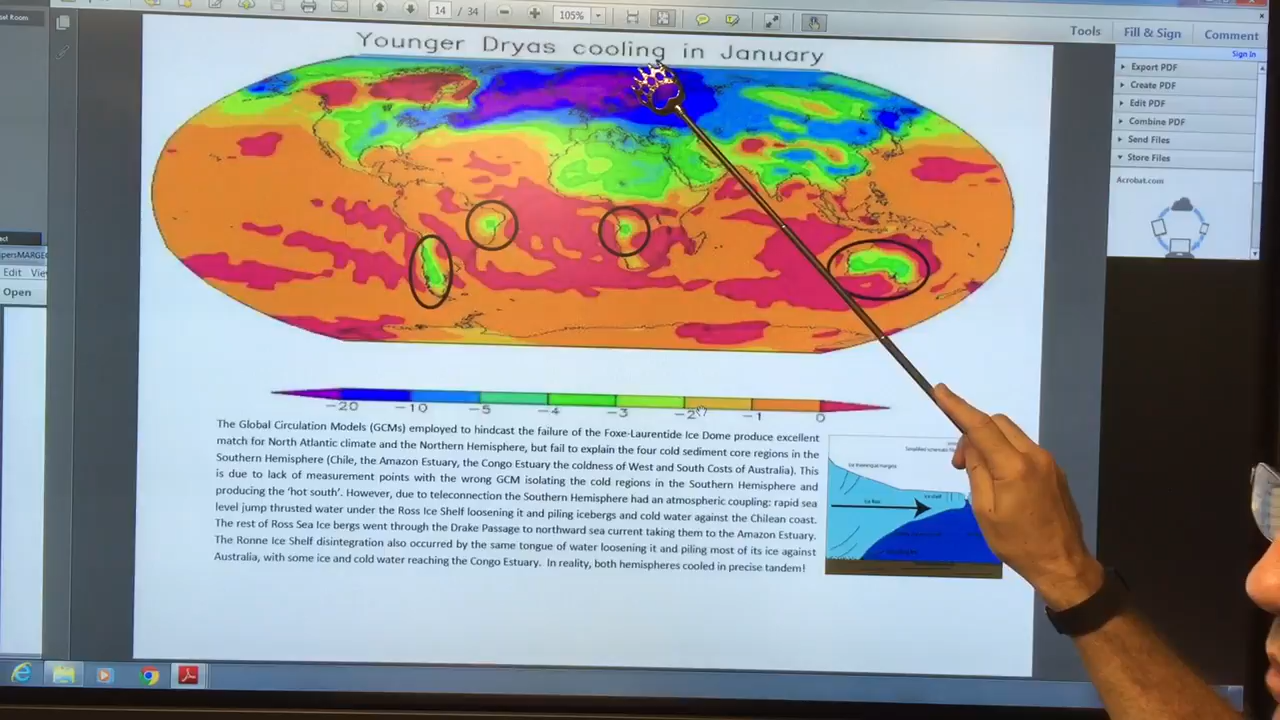 set Room
14 / 34
105%
Tools
Fill & Sign
Comment
Sign In
Export PDF
Create PDF
Edit PDF
Combine PDF
Send Files
Store Files
Acrobat.com
Edit
Open
Younger Dryas cooling in January
-20 -10 -5 -4 -3 -2 -1 0
The Global Circulation Models (GCMs) employed to hindcast the failure of the Foxe-Laurentide Ice Dome produce excellent
match for North Atlantic climate and the Northern Hemisphere, but fail to explain the four cold sediment core regions in the
Southern Hemisphere (Chile, the Amazon Estuary, the Congo Estuary the coldness of West and South Costs of Australia). This
is due to lack of measurement points with the wrong GCM isolating the cold regions in the Southern Hemisphere and
producing the 'hot south'. However, due to teleconnection the Southern Hemisphere had an atmospheric coupling: rapid sea
level jump thrusted water under the Ross Ice Shelf loosening it and piling icebergs and cold water against the Chilean coast.
The rest of Ross Sea Ice bergs went through the Drake Passage to northward sea current taking them to the Amazon Estuary.
The Ronne Ice Shelf disintegration also occurred by the same tongue of water loosening it and piling most of its ice against
Australia, with some ice and cold water reaching the Congo Estuary. In reality, both hemispheres cooled in precise tandem!
Simplified schematic
Ice flow
Ice shelf